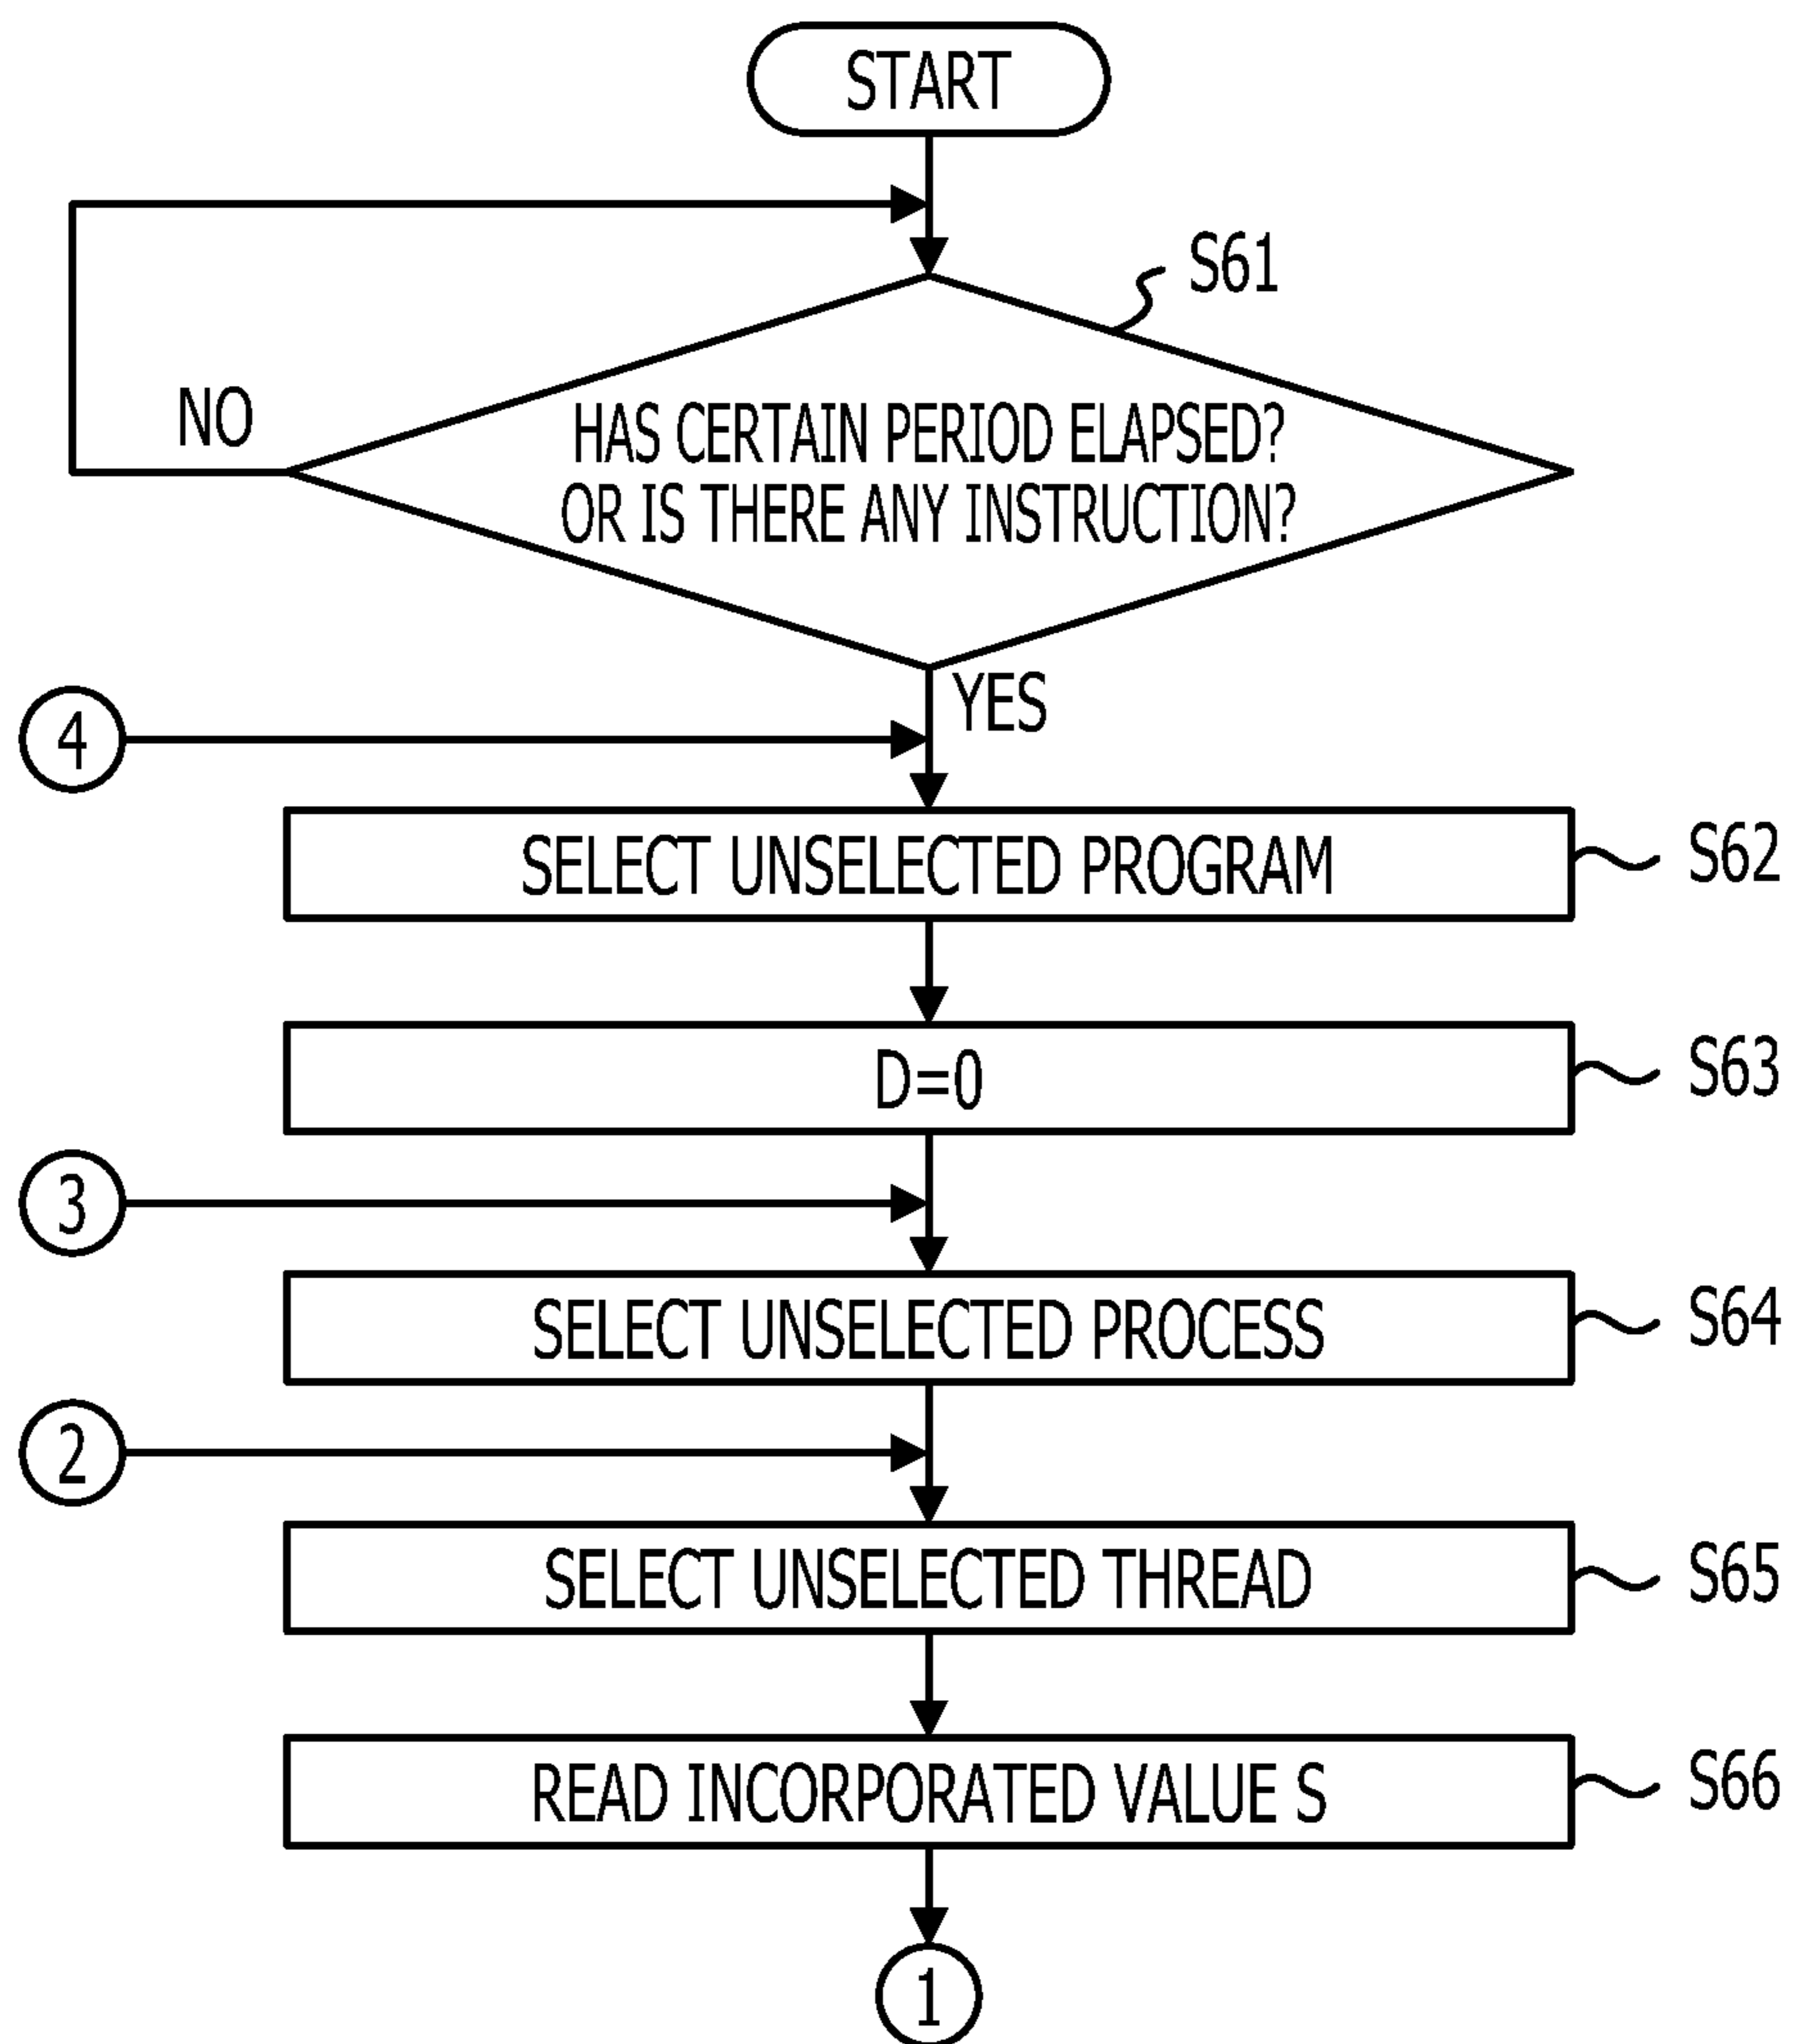 START
S61
NO
HAS CERTAIN PERIOD ELAPSED?
OR IS THERE ANY INSTRUCTION?
YES
4
SELECT UNSELECTED PROGRAM
S62
D=0
S63
3
SELECT UNSELECTED PROCESS
S64
2
SELECT UNSELECTED THREAD
S65
READ INCORPORATED VALUE S
S66
1